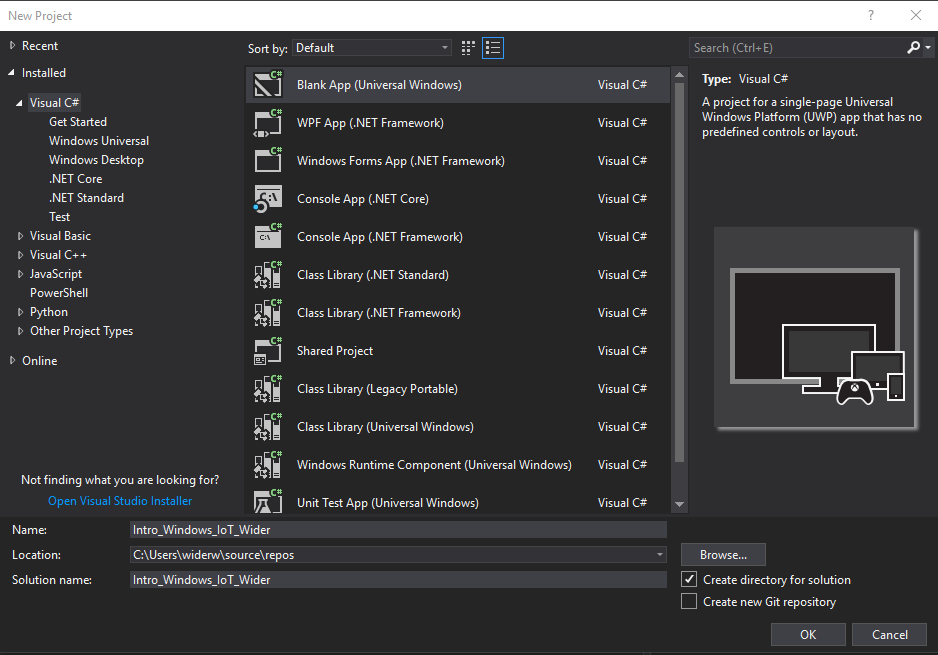 New Project
?
Recent
Installed
Visual C#
Get Started
Windows Universal
Windows Desktop
.NET Core
.NET Standard
Test
Visual Basic
Visual C++
JavaScript
PowerShell
Python
Other Project Types
Online
Not finding what you are looking for?
Open Visual Studio Installer
Sort by: Default
C# Blank App (Universal Windows) Visual C#
C# WPF App (.NET Framework) Visual C#
C# Windows Forms App (.NET Framework) Visual C#
C# C:\ Console App (.NET Core) Visual C#
C# C:\ Console App (.NET Framework) Visual C#
C# Class Library (.NET Standard) Visual C#
C# Class Library (.NET Framework) Visual C#
C# Shared Project Visual C#
C# Class Library (Legacy Portable) Visual C#
C# Class Library (Universal Windows) Visual C#
C# Windows Runtime Component (Universal Windows) Visual C#
C# Unit Test App (Universal Windows) Visual C#
Search (Ctrl+E)
Type: Visual C#
A project for a single-page Universal
Windows Platform (UWP) app that has no
predefined controls or layout.
Name: Intro_Windows_IoT_Wider
Location: C:\Users\widerw\source\repos
Browse...
Solution name: Intro_Windows_IoT_Wider
Create directory for solution
Create new Git repository
OK
Cancel